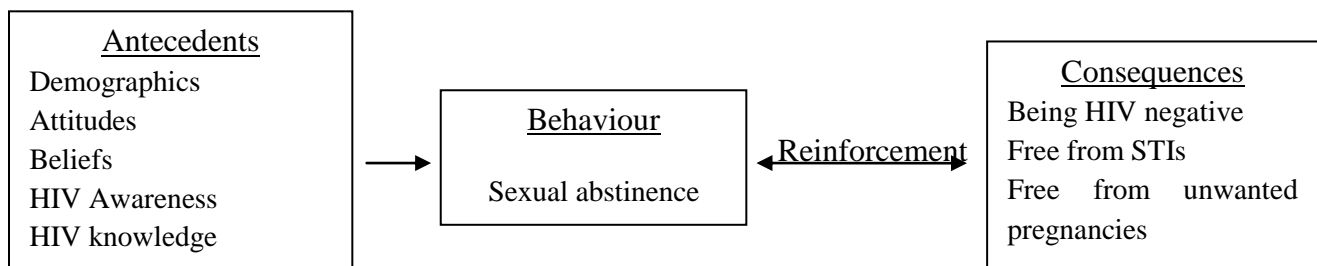 Antecedents
Demographics
Attitudes
Beliefs
HIV Awareness
HIV knowledge
Behaviour
Sexual abstinence
Reinforcement
Consequences
Being HIV negative
Free from STIs
Free from unwanted
pregnancies